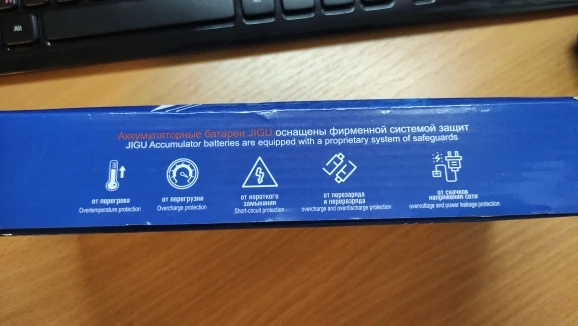 Alt
Аккумуляторные батареи JIGU оснащены фирменной системой защит
JIGU Accumulator batteries are equipped with a proprietary system of safeguards
от перегрева
Overtemperature protection
от перегрузки
Overcharge protection
от короткого
замыкания
Short-circuit protection
от перезаряда
и переразряда
overcharge and overdischarge protection
от скачков
напряжения сети
overvoltage end power leakage protection